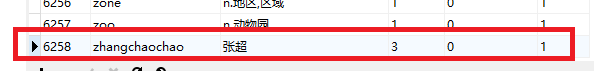 6256 zone n.地区,区域 1 0 1
6257 zoo n.动物园 1 0 1
6258 zhangchaochao 张超 3 0 1